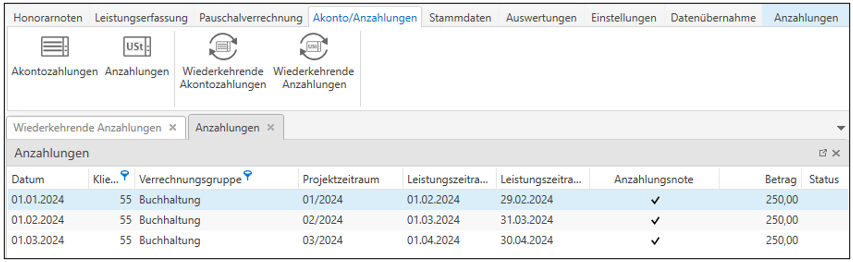 Honorarnoten Leistungserfassung Pauschalverrechnung Akonto/Anzahlungen Stammdaten Auswertungen Einstellungen Datenübernahme Anzahlungen
USt USt
Akontozahlungen Anzahlungen Wiederkehrende Akontozahlungen Wiederkehrende Anzahlungen
Wiederkehrende Anzahlungen Anzahlungen
Anzahlungen
Datum Klie... Verrechnungsgruppe Projektzeitraum Leistungszeitra... Leistungszeitra... Anzahlungsnote Betrag Status
01.01.2024 55 Buchhaltung 01/2024 01.02.2024 29.02.2024 250,00
01.02.2024 55 Buchhaltung 02/2024 01.03.2024 31.03.2024 250,00
01.03.2024 55 Buchhaltung 03/2024 01.04.2024 30.04.2024 250,00